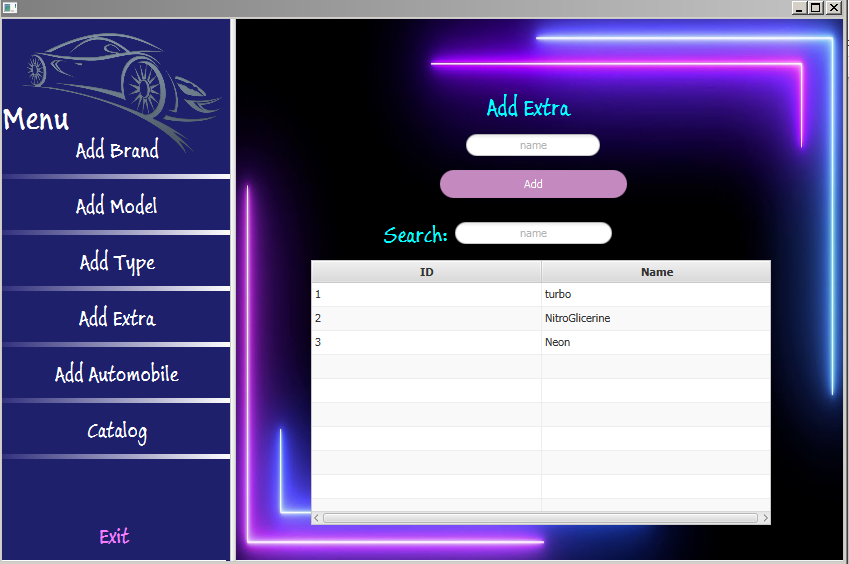 Menu
Add Brand
Add Model
Add Type
Add Extra
Add Automobile
Catalog
Exit
Add Extra
name
Add
Search: name
ID Name
1 turbo
2 NitroGlicerine
3 Neon